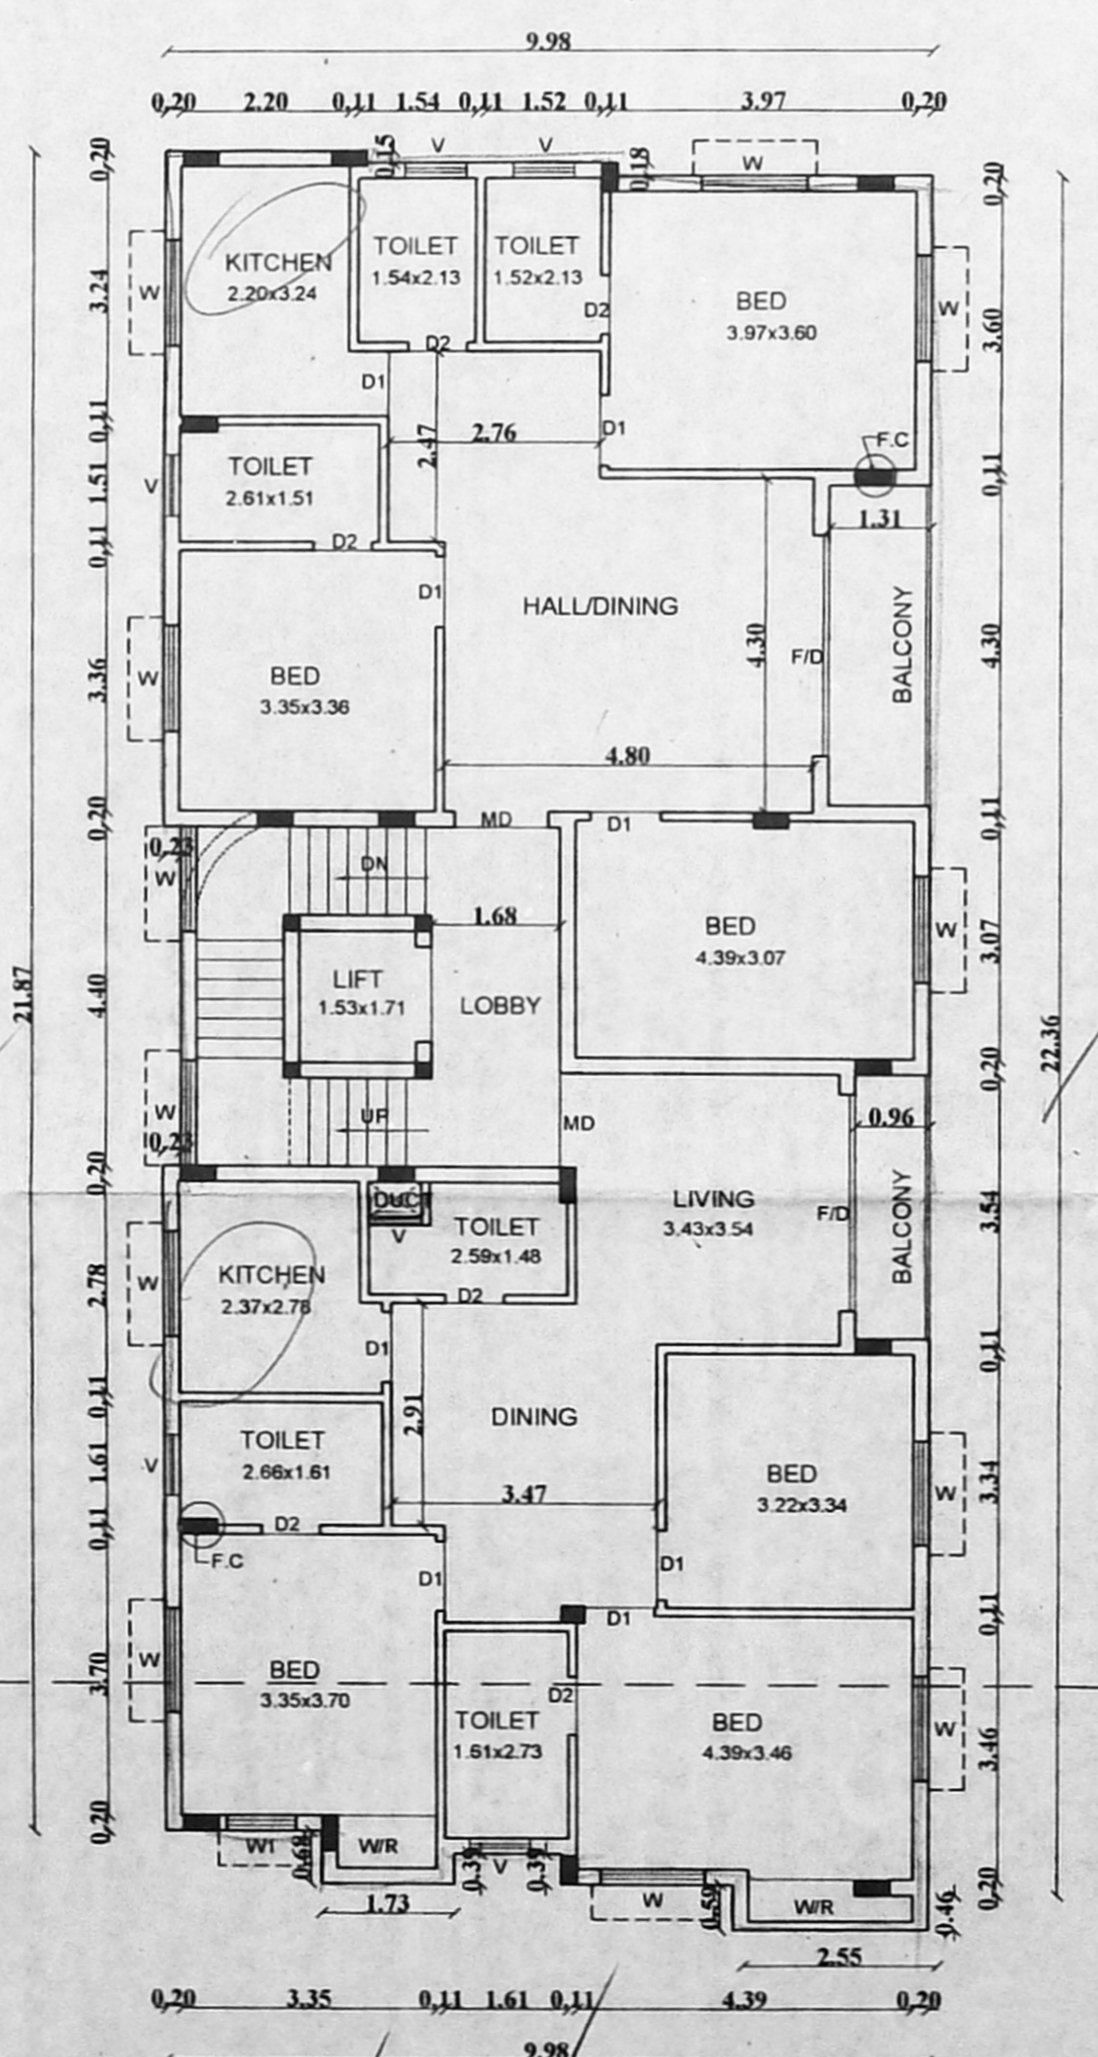 9.98
0,20 2.20 0,11 1.54 0,11 1.52 0,11 3.97 0,20
0,20
0,15
V
V
0,18
W
0,20
KITCHEN
2.20x3.24
TOILET
1.54x2.13
TOILET
1.52x2.13
BED
3.97x3.60
W
3.24
W
3.60
D2
D2
D1
D1
2.47
2.76
F.C
0,11
0,11
TOILET
2.61x1.51
V
1.51
1.31
0,11
D2
D1
HALL/DINING
BALCONY
4.30
4.30
F/D
BED
3.35x3.36
W
3.36
4.80
0,20
MD
D1
0,11
0,23
W
DN
1.68
BED
4.39x3.07
W
3.07
LIFT
1.53x1.71
LOBBY
4.40
21.87
22.36
0,20
W
0,23
UP
MD
0.96
0,20
DUCT
V
TOILET
2.59x1.48
LIVING
3.43x3.54
F/D
BALCONY
3.54
KITCHEN
2.37x2.78
W
2.78
D2
D1
0,11
0,11
2.91
DINING
TOILET
2.66x1.61
V
1.61
BED
3.22x3.34
W
3.34
3.47
D2
0,11
F.C
D1
D1
D1
0,11
BED
3.35x3.70
W
3.70
D2
TOILET
1.61x2.73
BED
4.39x3.46
W
3.46
0,20
W1
0,68
W/R
0,39
V
0,39
W
0,59
W/R
0,20
0.46
1.73
2.55
0,20 3.35 0,11 1.61 0,11 4.39 0,20
9.98